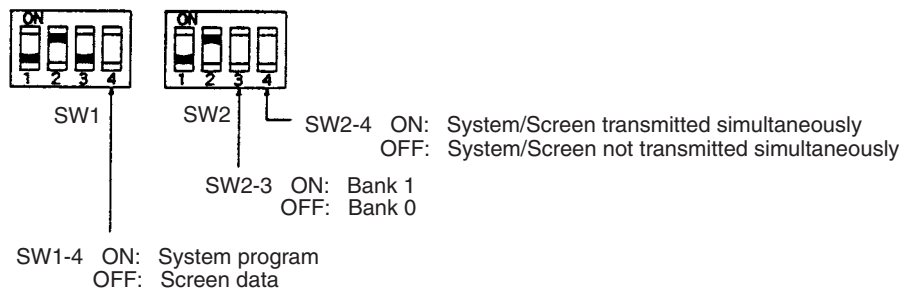 ON ON
1 2 3 4 1 2 3 4
SW1 SW2
SW2-4 ON: System/Screen transmitted simultaneously
OFF: System/Screen not transmitted simultaneously
SW2-3 ON: Bank 1
OFF: Bank 0
SW1-4 ON: System program
OFF: Screen data